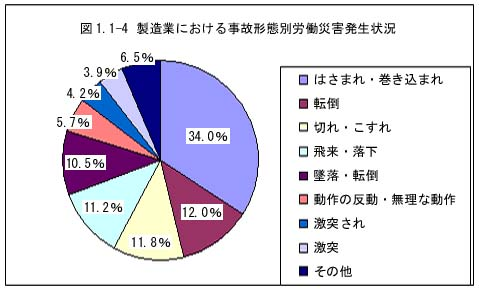 図1.1-4 製造業における事故形態別労働災害発生状況
6.5%
3.9%
4.2%
5.7%
10.5%
11.2%
11.8%
12.0%
34.0%
はさまれ・巻き込まれ
転倒
切れ・こすれ
飛来・落下
墜落・転倒
動作の反動・無理な動作
激突され
激突
その他